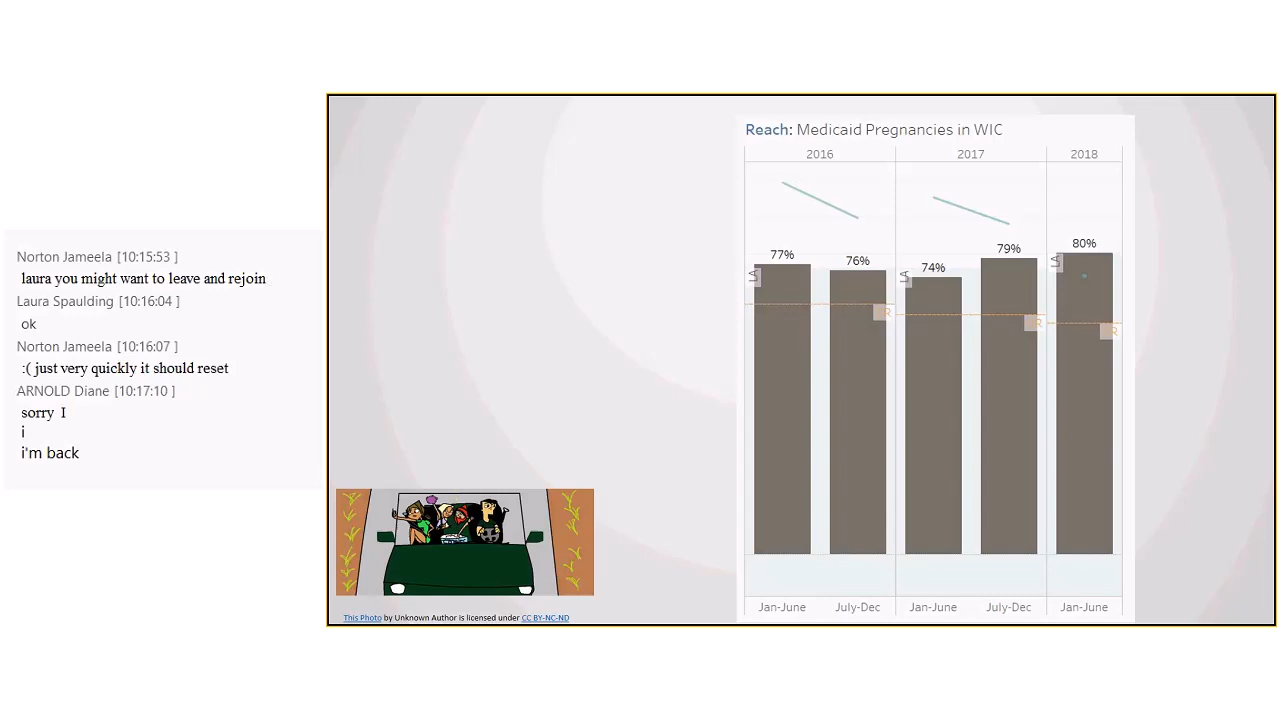 Norton Jameela [10:15:53 ]
laura you might want to leave and rejoin
Laura Spaulding [10:16:04 ]
ok
Norton Jameela [10:16:07 ]
:( just very quickly it should reset
ARNOLD Diane [10:17:10 ]
sorry I
i
i'm back
Reach: Medicaid Pregnancies in WIC
2016 2017 2018
77% 76% 74% 79% 80%
LA LA LA
R R R
Jan-June July-Dec Jan-June July-Dec Jan-June
This Photo by Unknown Author is licensed under CC BY-NC-ND